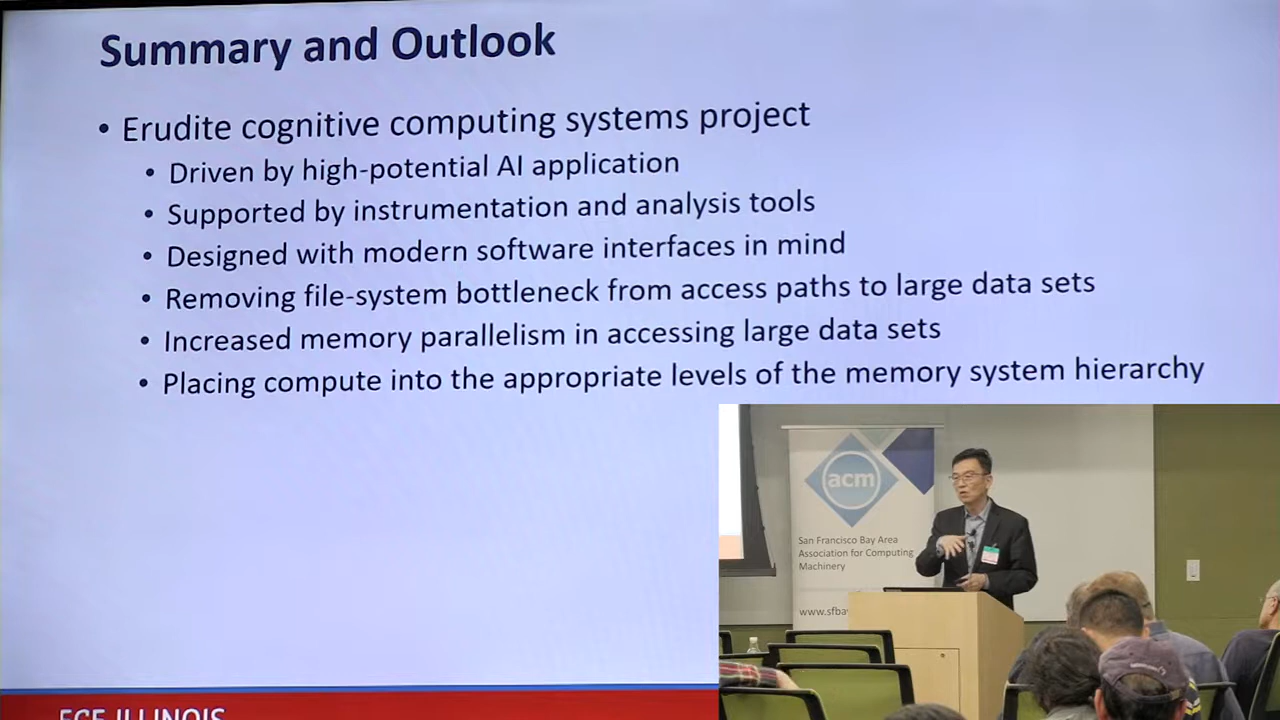 Summary and Outlook
• Erudite cognitive computing systems project
• Driven by high-potential AI application
• Supported by instrumentation and analysis tools
• Designed with modern software interfaces in mind
• Removing file-system bottleneck from access paths to large data sets
• Increased memory parallelism in accessing large data sets
• Placing compute into the appropriate levels of the memory system hierarchy
acm
San Francisco Bay Area
Association for Computing
Machinery
www.sfba
ECE ILLINOIS